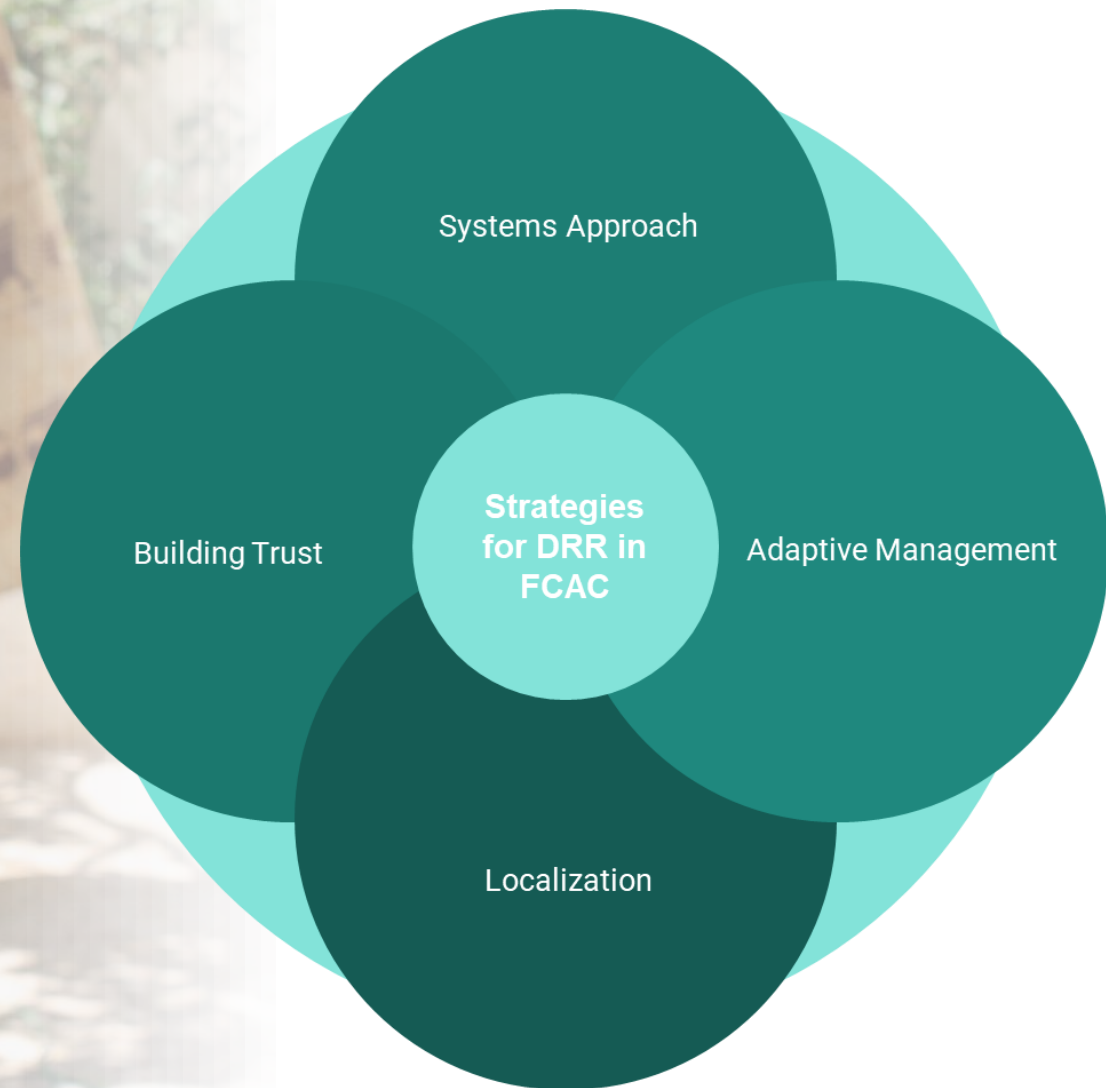 Systems Approach
Building Trust
Strategies
for DRR in
FCAC
Adaptive Management
Localization